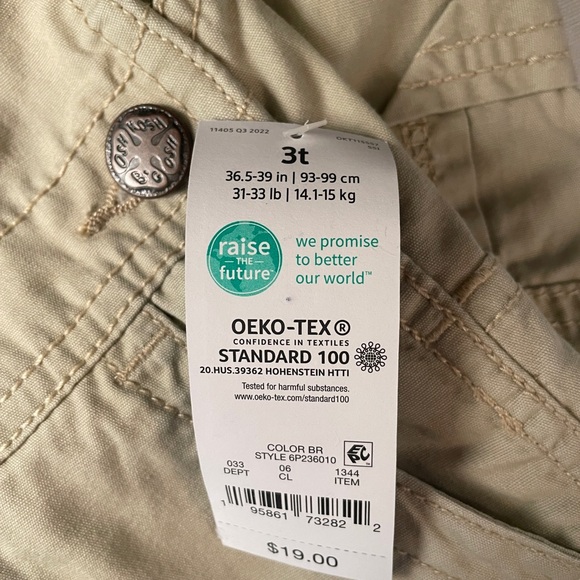 OSH KOSH
B•GOSH
11405 Q3 2022
3t
36.5-39 in | 93-99 cm
31-33 lb | 14.1-15 kg
raise
THE
future™
we promise
to better
our world™
OEKO-TEX®
CONFIDENCE IN TEXTILES
STANDARD 100
20.HUS.39362 HOHENSTEIN HTTI
Tested for harmful substances.
www.oeko-tex.com/standard100
COLOR BR
STYLE 6P236010
033 06 1344
DEPT CL ITEM
1 95861 73282 2
$19.00